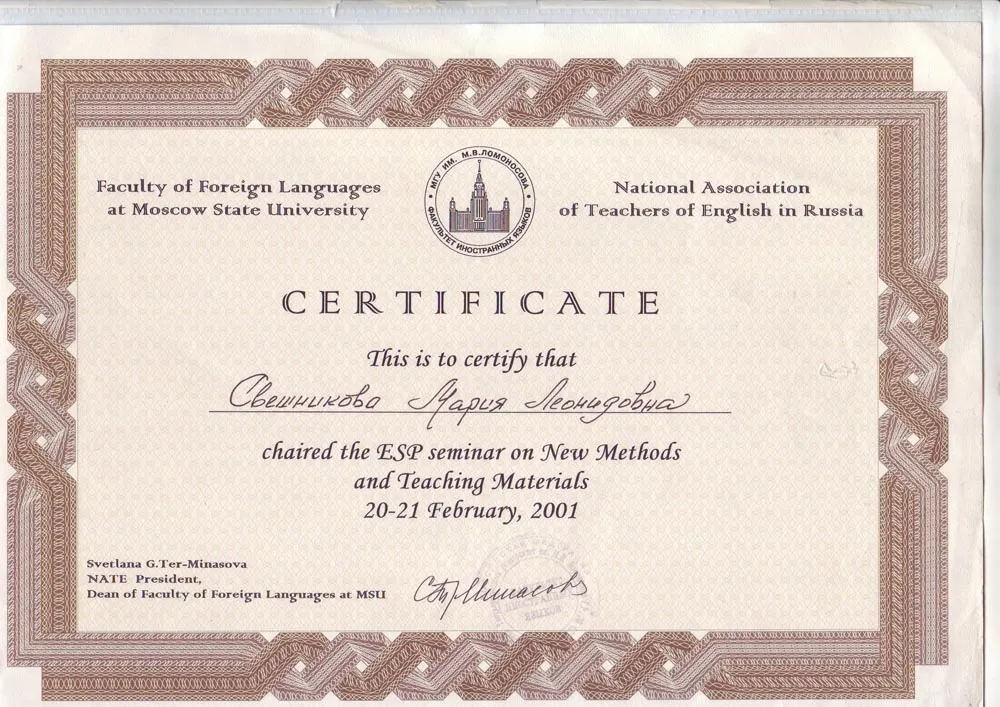 Faculty of Foreign Languages
at Moscow State University
МГУ ИМ. М.В.ЛОМОНОСОВА
ФАКУЛЬТЕТ ИНОСТРАННЫХ ЯЗЫКОВ
National Association
of Teachers of English in Russia
CERTIFICATE
This is to certify that
Свешникова Мария Леонидовна
chaired the ESP seminar on New Methods
and Teaching Materials
20-21 February, 2001
Svetlana G.Ter-Minasova
NATE President,
Dean of Faculty of Foreign Languages at MSU